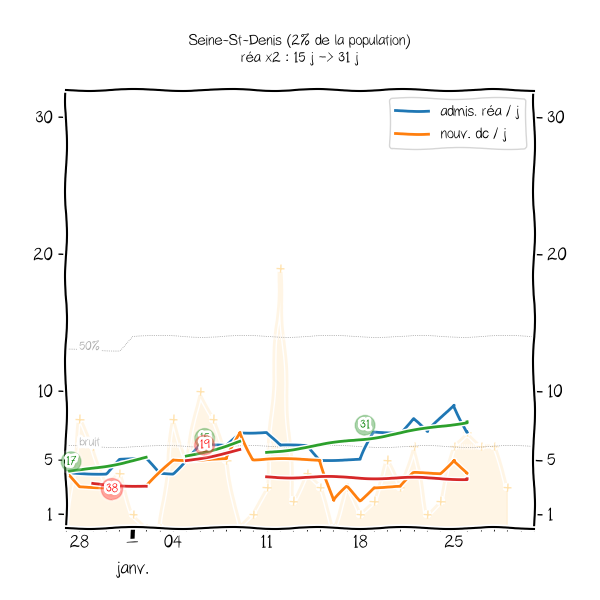 Seine-St-Denis (2% de la population)
réa x2 : 15 j -> 31 j
admis. réa / j
nouv. dc / j
30 30
20 20
50%
10 10
31
19
bruit
17
5 5
38
1 1
28 1 04 11 18 25
janv.